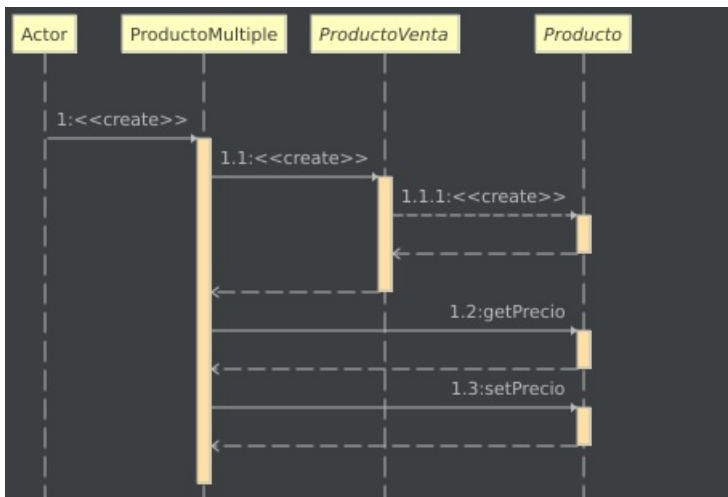 Actor
ProductoMultiple
ProductoVenta
Producto
1:<<create>>
1.1:<<create>>
1.1.1:<<create>>
1.2:getPrecio
1.3:setPrecio